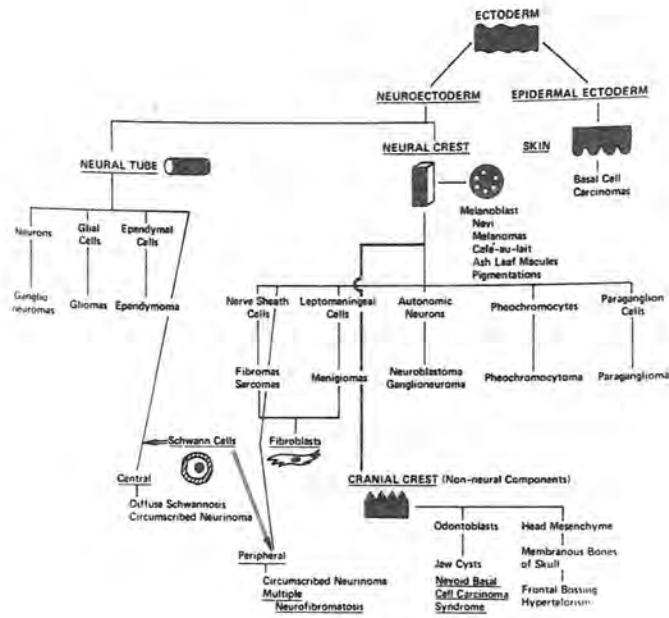 ECTODERM
NEUROECTODERM
EPIDERMAL ECTODERM
NEURAL CREST
SKIN
NEURAL TUBE
Basal Cell
Carcinomas
Melanoblast
Nevi
Melanomas
Café-au-lait
Ash Leaf Macules
Pigmentations
Neurons
Glial
Cells
Ependymal
Cells
Ganglio
neuromas
Gliomas
Ependymoma
Nerve Sheath
Cells
Leptomeningeal
Cells
Autonomic
Neurons
Pheochromocytes
Paraganglion
Cells
Fibromas
Sarcomas
Menigiomas
Neuroblastoma
Ganglioneuroma
Pheochromocytoma
Paraganglioma
Schwann Cells
Fibroblasts
Central
Diffuse Schwannosis
Circumscribed Neurinoma
CRANIAL CREST (Non-neural Components)
Odontoblasts
Head Mesenchyme
Jaw Cysts
Membranous Bones
of Skull
Nevoid Basal
Cell Carcinoma
Syndrome
Frontal Bossing
Hypertelorism
Peripheral
Circumscribed Neurinoma
Multiple
Neurofibromatosis